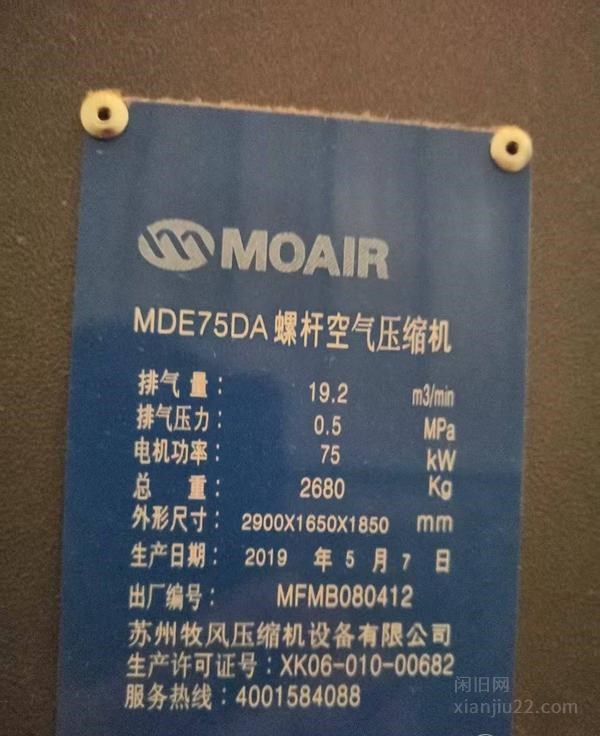 MOAIR
MDE75DA 螺杆空气压缩机
排气量: 19.2 m3/min
排气压力: 0.5 MPa
电机功率: 75 kW
总 重: 2680 Kg
外形尺寸: 2900X1650X1850 mm
生产日期: 2019 年 5 月 7 日
出厂编号: MFMB080412
苏州牧风压缩机设备有限公司
生产许可证号: XK06-010-00682
服务热线: 4001584088
闲旧网
xianjiu22.com